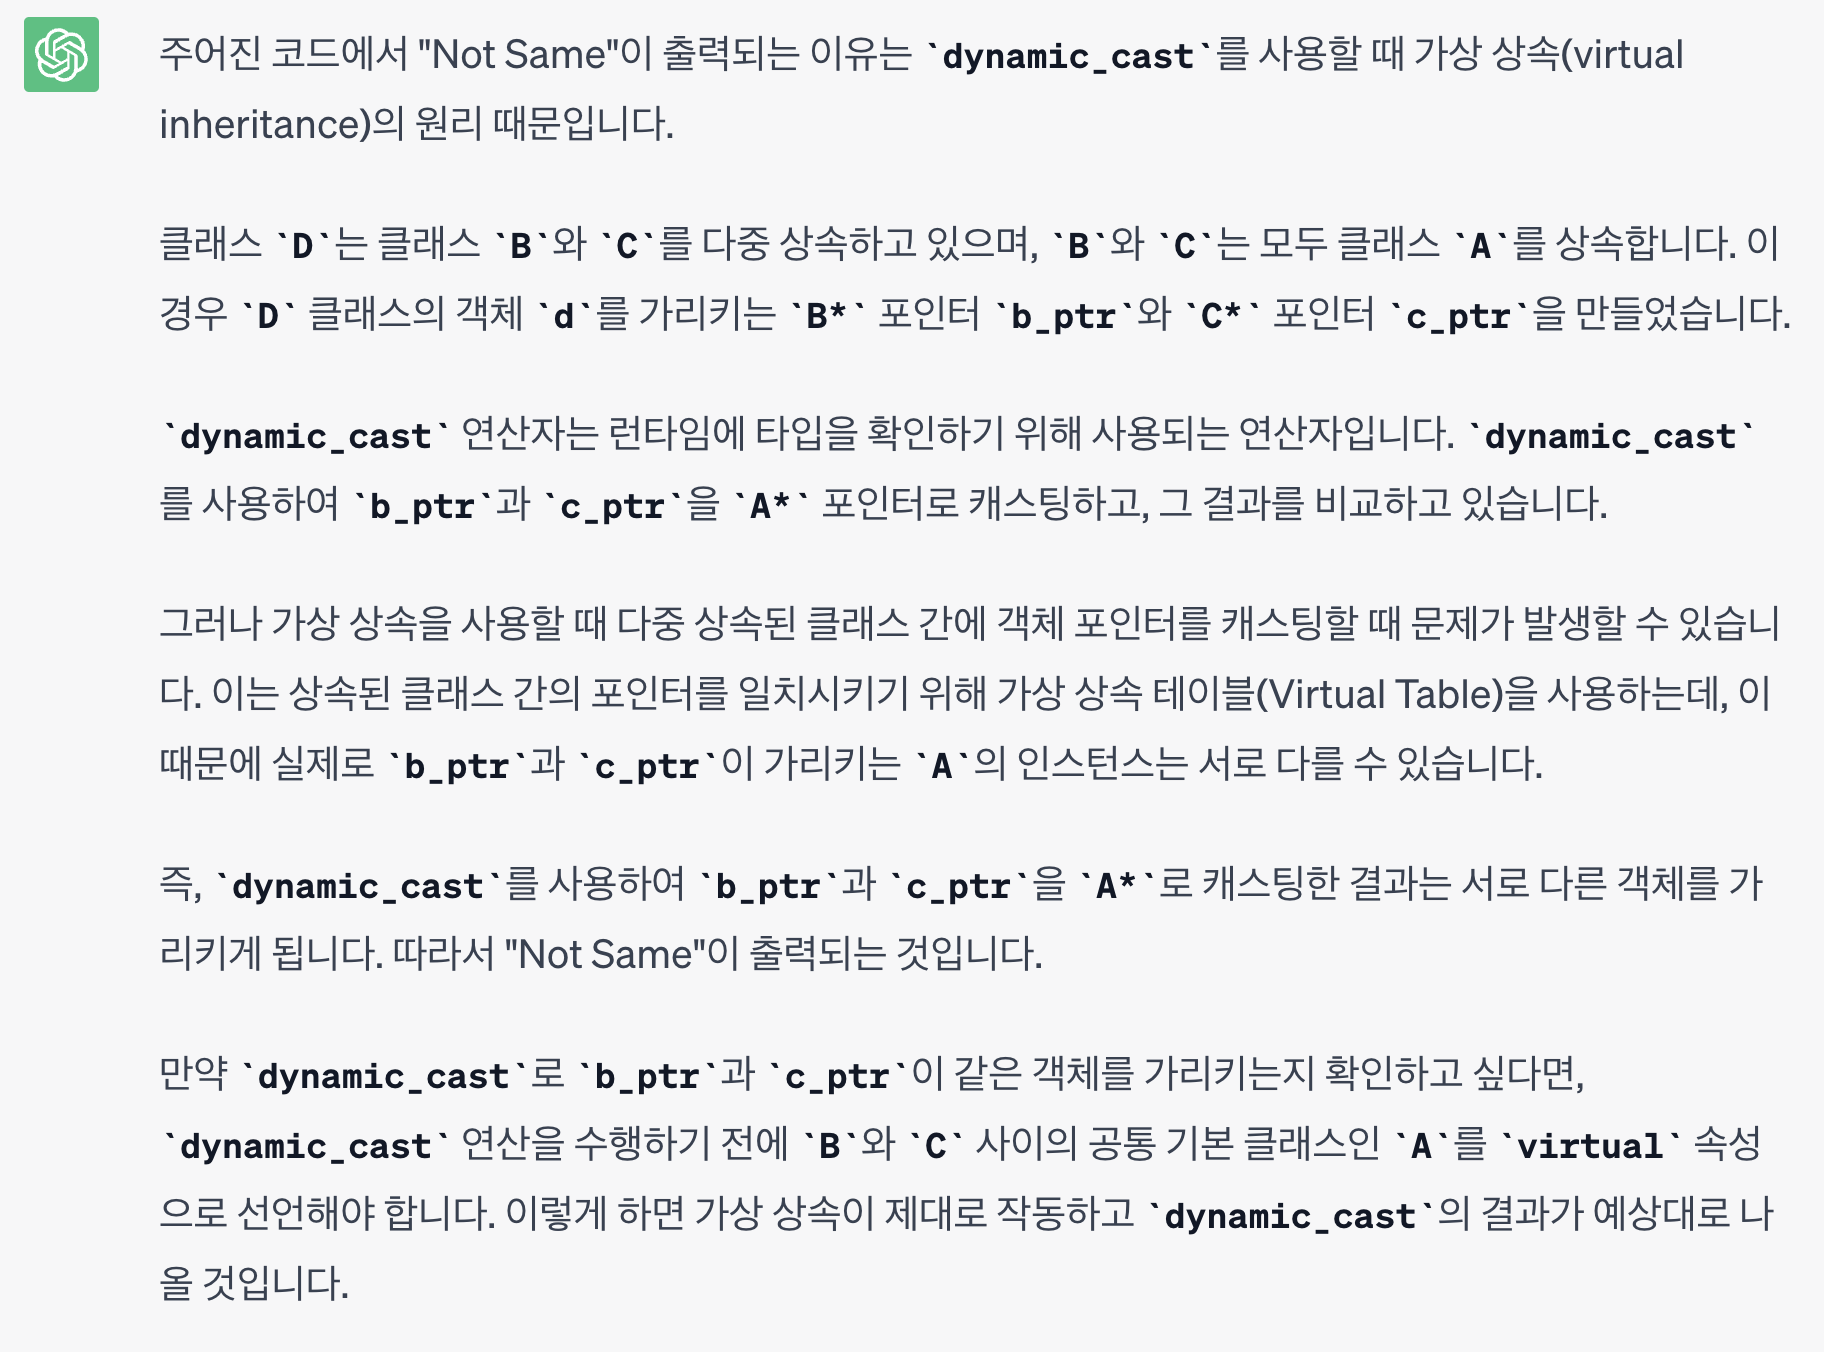 주어진 코드에서 "Not Same"이 출력되는 이유는 `dynamic_cast`를 사용할 때 가상 상속(virtual
inheritance)의 원리 때문입니다.
클래스 `D`는 클래스 `B`와 `C`를 다중 상속하고 있으며, `B`와 `C`는 모두 클래스 `A`를 상속합니다. 이
경우 `D` 클래스의 객체 `d`를 가리키는 `B*` 포인터 `b_ptr`와 `C*` 포인터 `c_ptr`을 만들었습니다.
`dynamic_cast` 연산자는 런타임에 타입을 확인하기 위해 사용되는 연산자입니다. `dynamic_cast`
를 사용하여 `b_ptr`과 `c_ptr`을 `A*` 포인터로 캐스팅하고, 그 결과를 비교하고 있습니다.
그러나 가상 상속을 사용할 때 다중 상속된 클래스 간에 객체 포인터를 캐스팅할 때 문제가 발생할 수 있습니
다. 이는 상속된 클래스 간의 포인터를 일치시키기 위해 가상 상속 테이블(Virtual Table)을 사용하는데, 이
때문에 실제로 `b_ptr`과 `c_ptr`이 가리키는 `A`의 인스턴스는 서로 다를 수 있습니다.
즉, `dynamic_cast`를 사용하여 `b_ptr`과 `c_ptr`을 `A*`로 캐스팅한 결과는 서로 다른 객체를 가
리키게 됩니다. 따라서 "Not Same"이 출력되는 것입니다.
만약 `dynamic_cast`로 `b_ptr`과 `c_ptr`이 같은 객체를 가리키는지 확인하고 싶다면,
`dynamic_cast` 연산을 수행하기 전에 `B`와 `C` 사이의 공통 기본 클래스인 `A`를 `virtual` 속성
으로 선언해야 합니다. 이렇게 하면 가상 상속이 제대로 작동하고 `dynamic_cast`의 결과가 예상대로 나
올 것입니다.